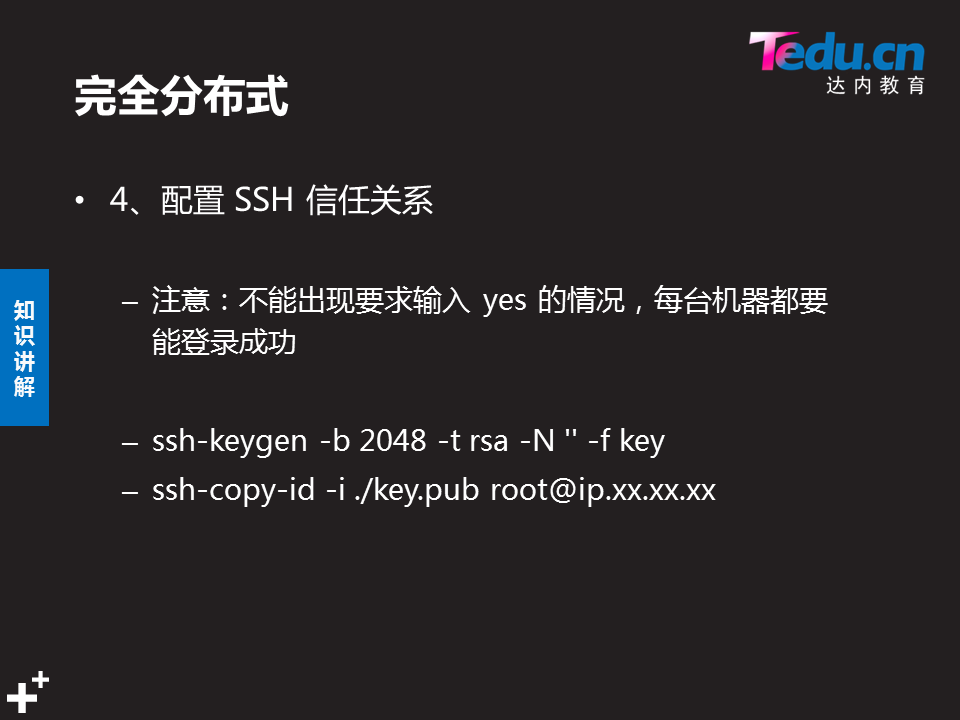 Tedu.cn
达内教育
完全分布式
• 4、配置 SSH 信任关系
– 注意：不能出现要求输入 yes 的情况，每台机器都要
能登录成功
知识讲解
– ssh-keygen -b 2048 -t rsa -N '' -f key
– ssh-copy-id -i ./key.pub root@ip.xx.xx.xx